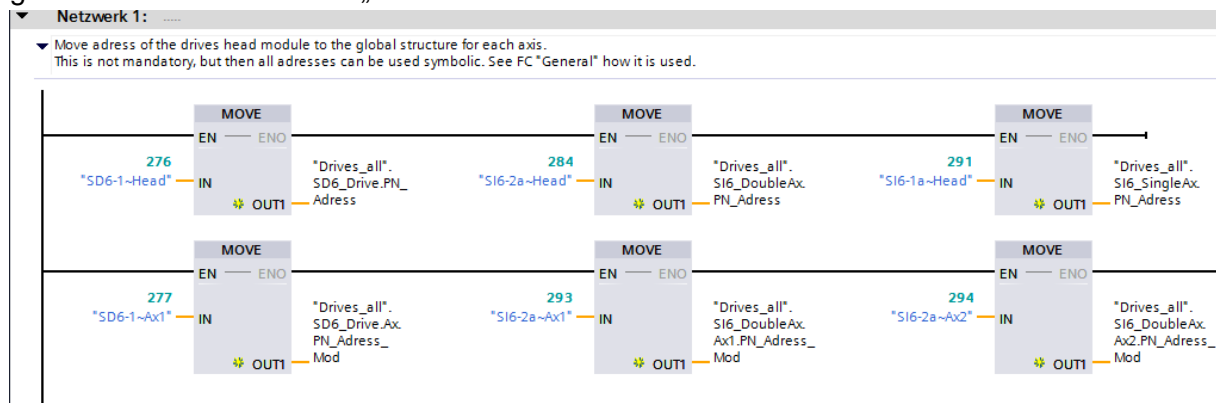 Netzwerk 1: .....
Move adress of the drives head module to the global structure for each axis.
This is not mandatory, but then all adresses can be used symbolic. See FC "General" how it is used.
MOVE
EN ENO
276
"SD6-1~Head" IN
OUT1
"Drives_all".
SD6_Drive.PN_
Adress
MOVE
EN ENO
284
"SI6-2a~Head" IN
OUT1
"Drives_all".
SI6_DoubleAx.
PN_Adress
MOVE
EN ENO
291
"SI6-1a~Head" IN
OUT1
"Drives_all".
SI6_SingleAx.
PN_Adress
MOVE
EN ENO
277
"SD6-1~Ax1" IN
OUT1
"Drives_all".
SD6_Drive.Ax.
PN_Adress_
Mod
MOVE
EN ENO
293
"SI6-2a~Ax1" IN
OUT1
"Drives_all".
SI6_DoubleAx.
Ax1.PN_Adress_
Mod
MOVE
EN ENO
294
"SI6-2a~Ax2" IN
OUT1
"Drives_all".
SI6_DoubleAx.
Ax2.PN_Adress_
Mod